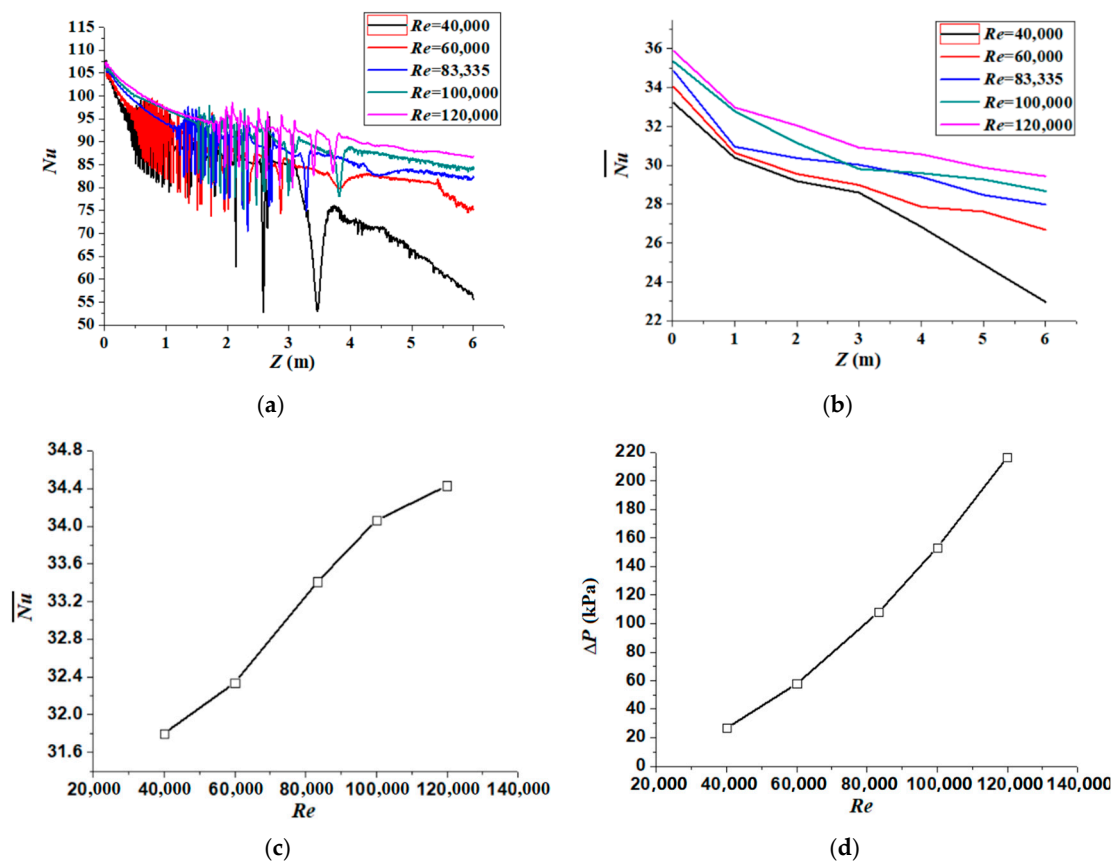 115
110
105
100
95
90
85
80
75
70
65
60
55
50
Nu
0 1 2 3 4 5 6
Z (m)
Re=40,000
Re=60,000
Re=83,335
Re=100,000
Re=120,000
(a)
36
34
32
30
28
26
24
22
Nu
0 1 2 3 4 5 6
Z (m)
Re=40,000
Re=60,000
Re=83,335
Re=100,000
Re=120,000
(b)
34.8
34.4
34.0
33.6
33.2
32.8
32.4
32.0
31.6
Nu
20,000 40,000 60,000 80,000 100,000 120,000 140,000
Re
(c)
220
200
180
160
140
120
100
80
60
40
20
0
ΔP (kPa)
20,000 40,000 60,000 80,000 100,000 120,000 140,000
Re
(d)